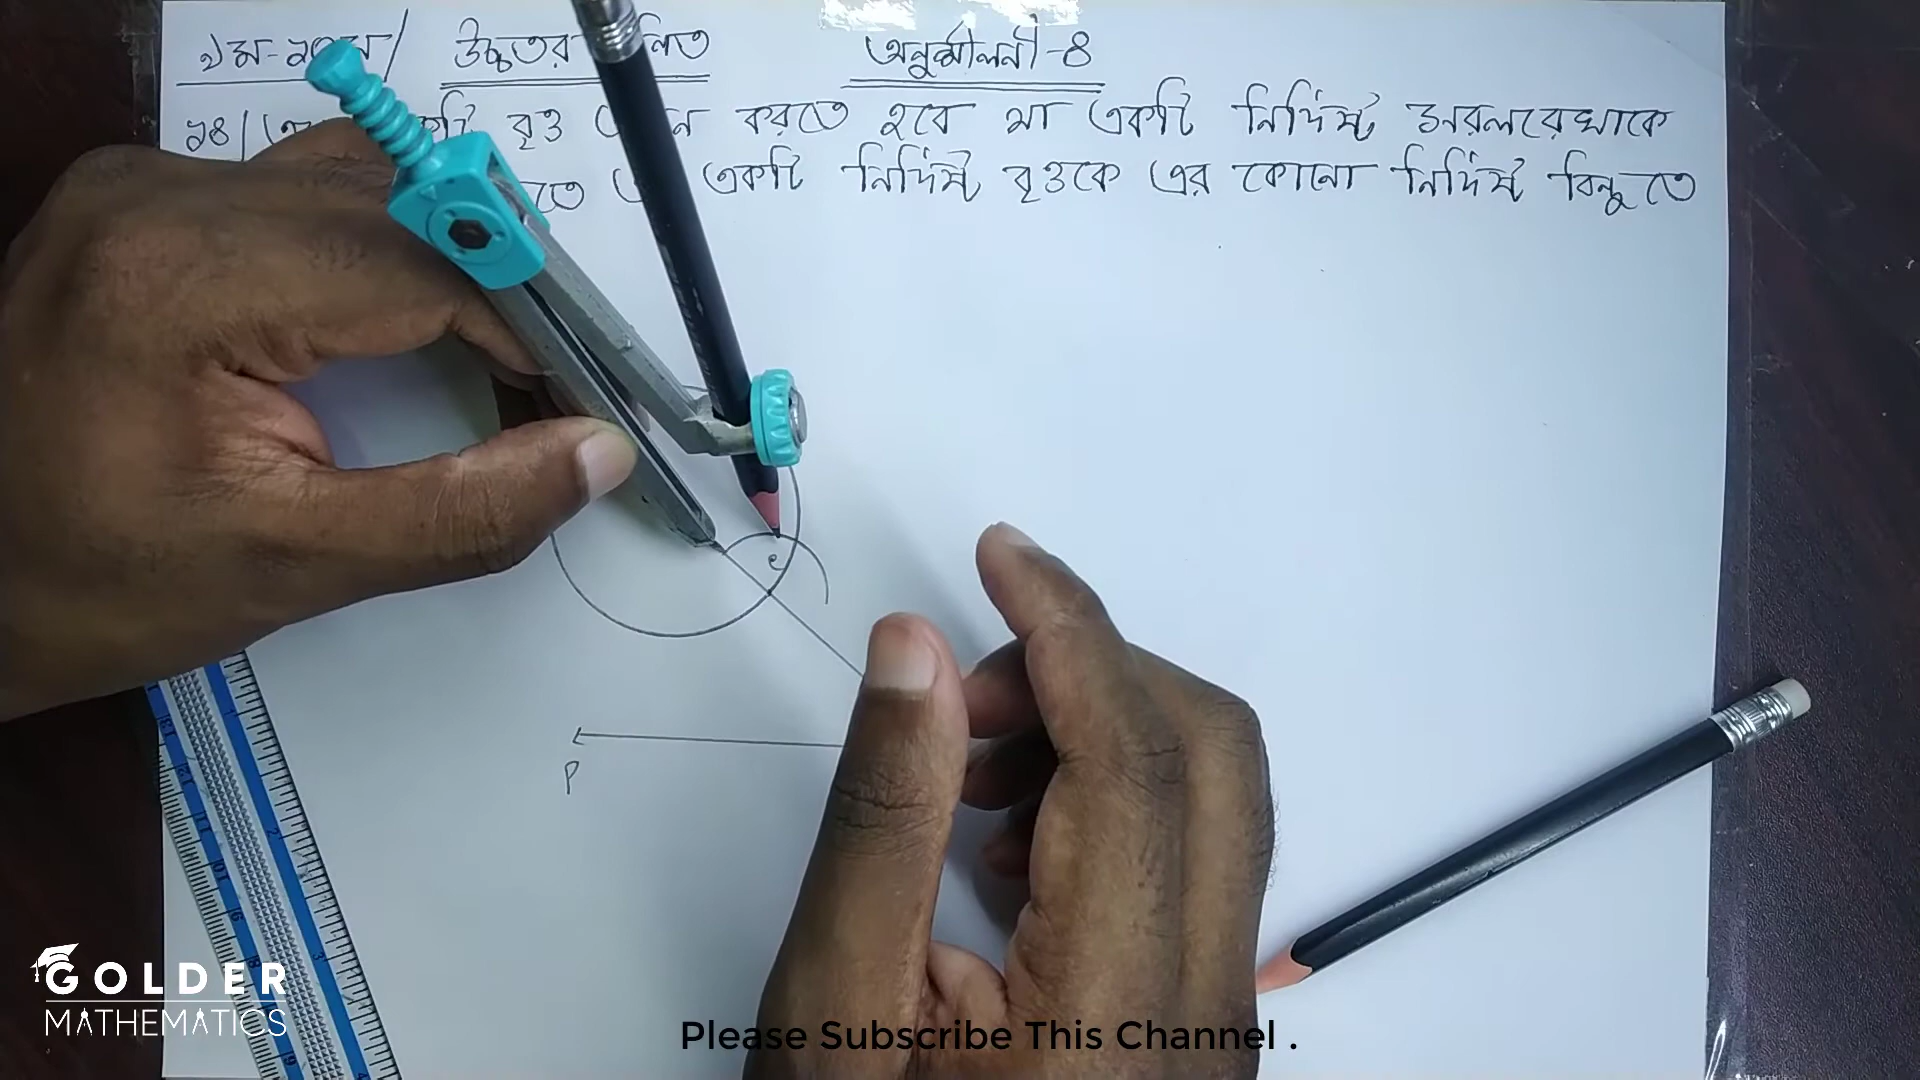 ৯ম-১০ম/ উচ্চতর অনুশীলনী-৪
১৪/ বৃত্ত করতে হবে যা একটি নির্দিষ্ট সরলরেখাকে
একটি নির্দিষ্ট বৃত্তকে এর কোনো নির্দিষ্ট বিন্দুতে
e
P
GOLDER
MATHEMATICS
Please Subscribe This Channel .